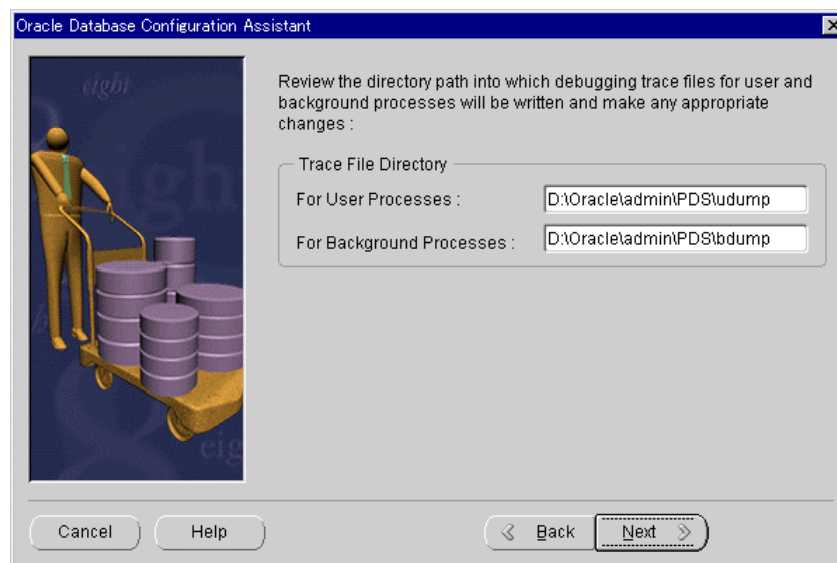 Oracle Database Configuration Assistant
eight
Review the directory path into which debugging trace files for user and
background processes will be written and make any appropriate
changes :
Trace File Directory
For User Processes :
D:\Oracle\admin\PDS\udump
For Background Processes :
D:\Oracle\admin\PDS\bdump
Cancel
Help
Back
Next